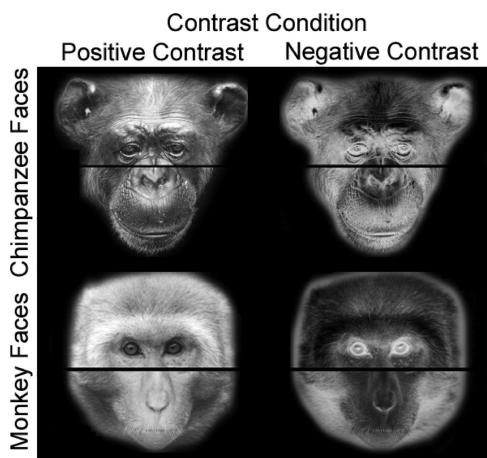 Contrast Condition
Positive Contrast
Negative Contrast
Chimpanzee Faces
Monkey Faces